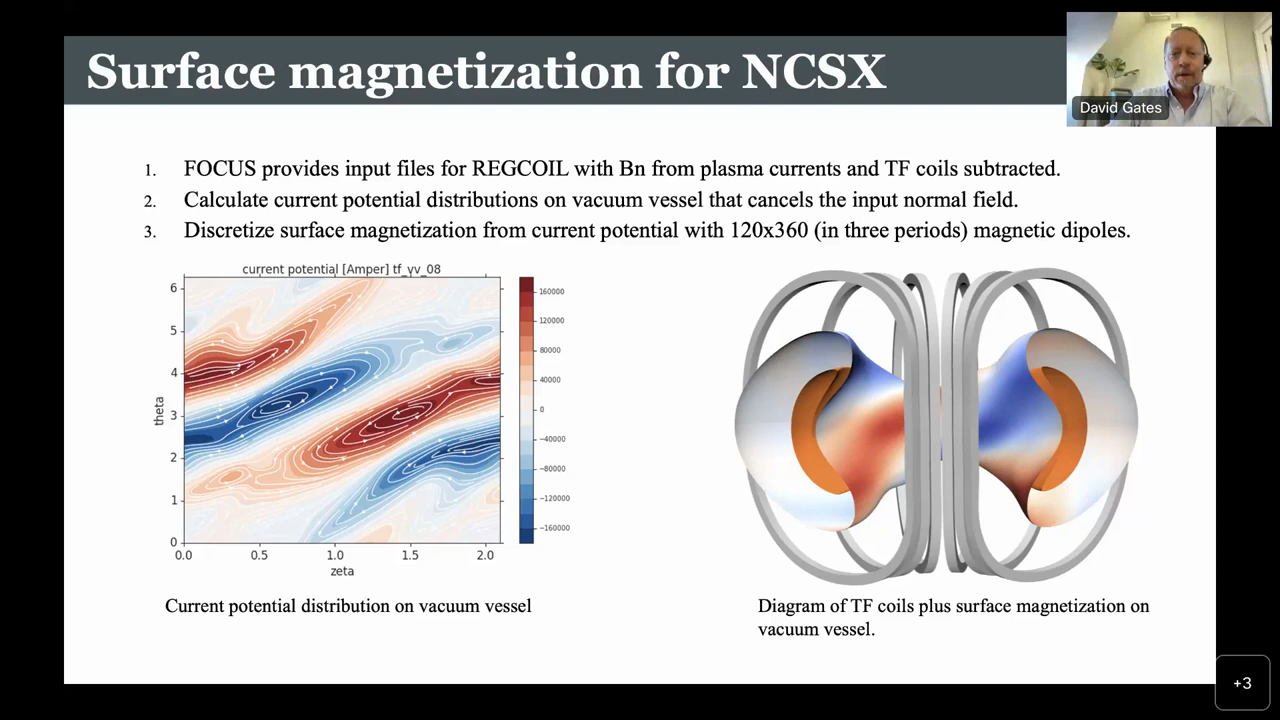 Surface magnetization for NCSX
David Gates
1. FOCUS provides input files for REGCOIL with Bn from plasma currents and TF coils subtracted.
2. Calculate current potential distributions on vacuum vessel that cancels the input normal field.
3. Discretize surface magnetization from current potential with 120x360 (in three periods) magnetic dipoles.
current potential [Amper] tf_vv_08
6
5
4
3
2
1
0
theta
0.0 0.5 1.0 1.5 2.0
zeta
160000
120000
80000
40000
0
−40000
−80000
−120000
−160000
Current potential distribution on vacuum vessel
Diagram of TF coils plus surface magnetization on
vacuum vessel.
+3